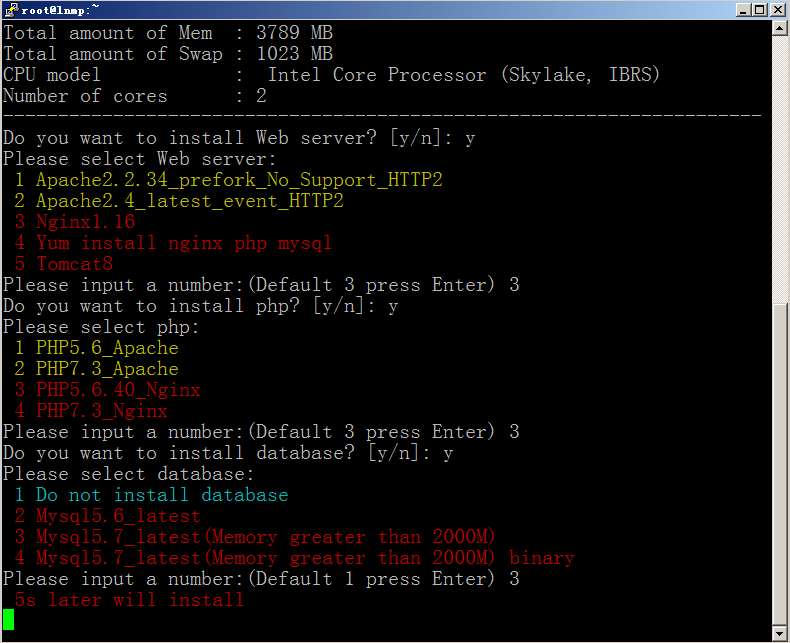 root@lnmp:~
Total amount of Mem  : 3789 MB
Total amount of Swap : 1023 MB
CPU model            :  Intel Core Processor (Skylake, IBRS)
Number of cores      : 2
---------------------------------------------------------------------
Do you want to install Web server? [y/n]: y
Please select Web server:
 1 Apache2.2.34_prefork_No_Support_HTTP2
 2 Apache2.4_latest_event_HTTP2
 3 Nginx1.16
 4 Yum install nginx php mysql
 5 Tomcat8
Please input a number:(Default 3 press Enter) 3
Do you want to install php? [y/n]: y
Please select php:
 1 PHP5.6_Apache
 2 PHP7.3_Apache
 3 PHP5.6.40_Nginx
 4 PHP7.3_Nginx
Please input a number:(Default 3 press Enter) 3
Do you want to install database? [y/n]: y
Please select database:
 1 Do not install database
 2 Mysql5.6_latest
 3 Mysql5.7_latest(Memory greater than 2000M)
 4 Mysql5.7_latest(Memory greater than 2000M) binary
Please input a number:(Default 1 press Enter) 3
 5s later will install